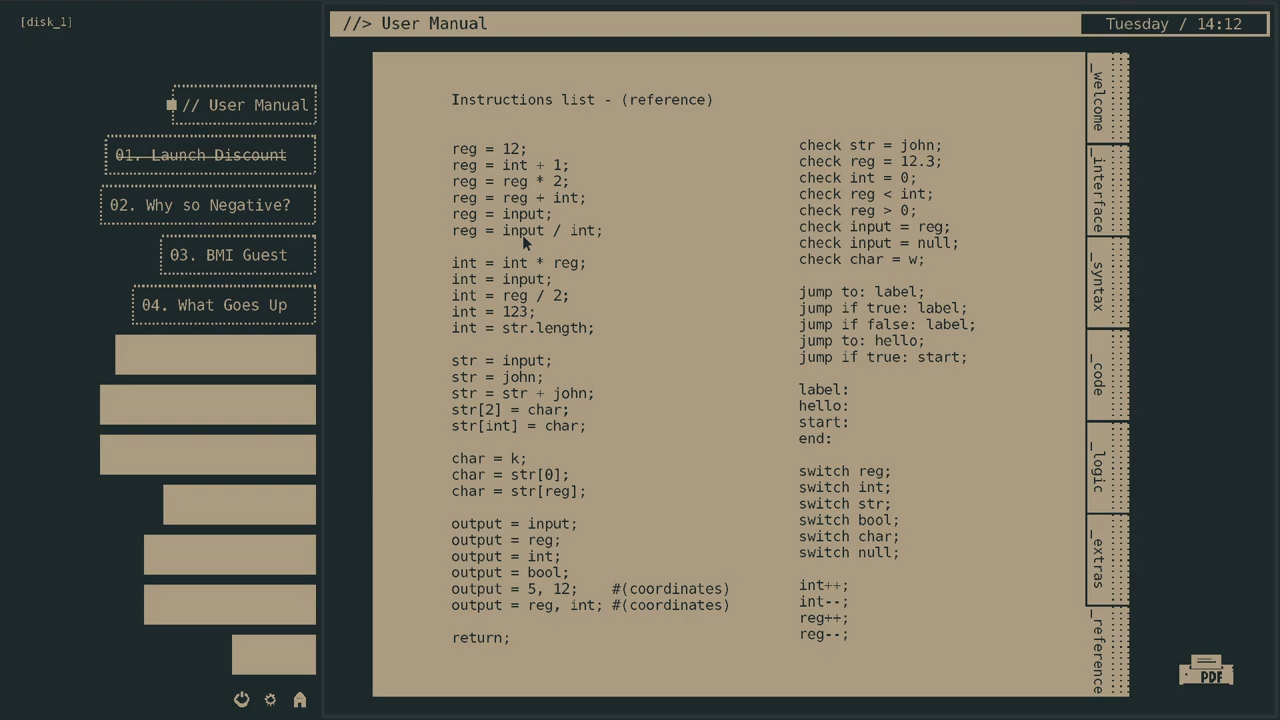 [disk_1]
//> User Manual
Tuesday / 14:12
// User Manual
01. Launch Discount
02. Why so Negative?
03. BMI Guest
04. What Goes Up
Instructions list - (reference)
reg = 12;
reg = int + 1;
reg = reg * 2;
reg = reg + int;
reg = input;
reg = input / int;
int = int * reg;
int = input;
int = reg / 2;
int = 123;
int = str.length;
str = input;
str = john;
str = str + john;
str[2] = char;
str[int] = char;
char = k;
char = str[0];
char = str[reg];
output = input;
output = reg;
output = int;
output = bool;
output = 5, 12;    #(coordinates)
output = reg, int; #(coordinates)
return;
check str = john;
check reg = 12.3;
check int = 0;
check reg < int;
check reg > 0;
check input = reg;
check input = null;
check char = w;
jump to: label;
jump if true: label;
jump if false: label;
jump to: hello;
jump if true: start;
label:
hello:
start:
end:
switch reg;
switch int;
switch str;
switch bool;
switch char;
switch null;
int++;
int--;
reg++;
reg--;
_welcome
_interface
_syntax
_code
_logic
_extras
_reference
PDF